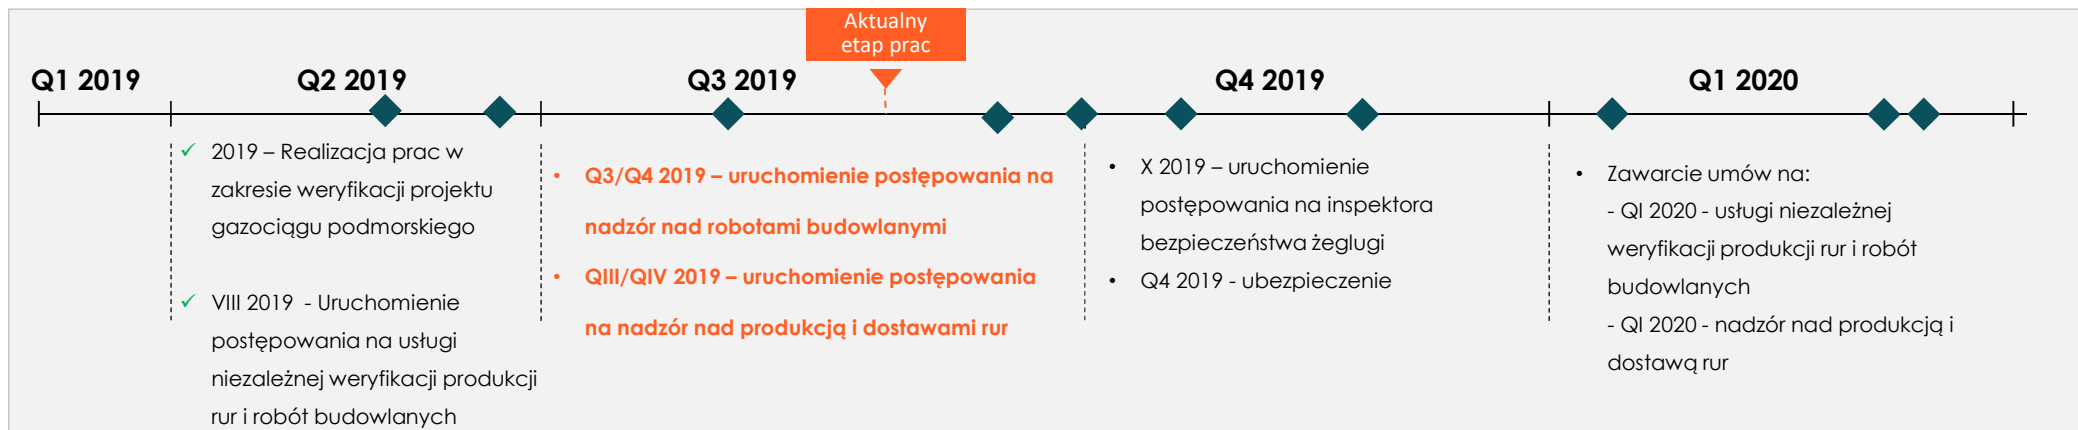 Aktualny
etap prac
Q1 2019
Q2 2019
Q3 2019
Q4 2019
Q1 2020
✓ 2019 – Realizacja prac w
zakresie weryfikacji projektu
gazociągu podmorskiego
✓ VIII 2019 - Uruchomienie
postępowania na usługi
niezależnej weryfikacji produkcji
rur i robót budowlanych
• Q3/Q4 2019 – uruchomienie postępowania na
nadzór nad robotami budowlanymi
• QIII/QIV 2019 – uruchomienie postępowania
na nadzór nad produkcją i dostawami rur
• X 2019 – uruchomienie
postępowania na inspektora
bezpieczeństwa żeglugi
• Q4 2019 - ubezpieczenie
• Zawarcie umów na:
- QI 2020 - usługi niezależnej
weryfikacji produkcji rur i robót
budowlanych
- QI 2020 - nadzór nad produkcją i
dostawą rur